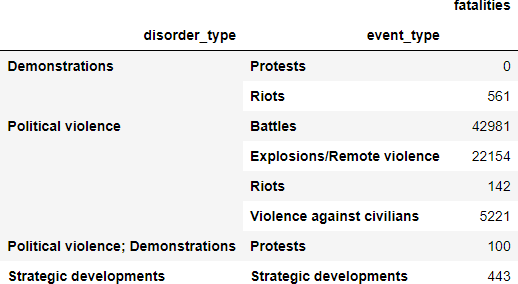 fatalities
disorder_type event_type
Demonstrations Protests 0
Riots 561
Political violence Battles 42981
Explosions/Remote violence 22154
Riots 142
Violence against civilians 5221
Political violence; Demonstrations Protests 100
Strategic developments Strategic developments 443